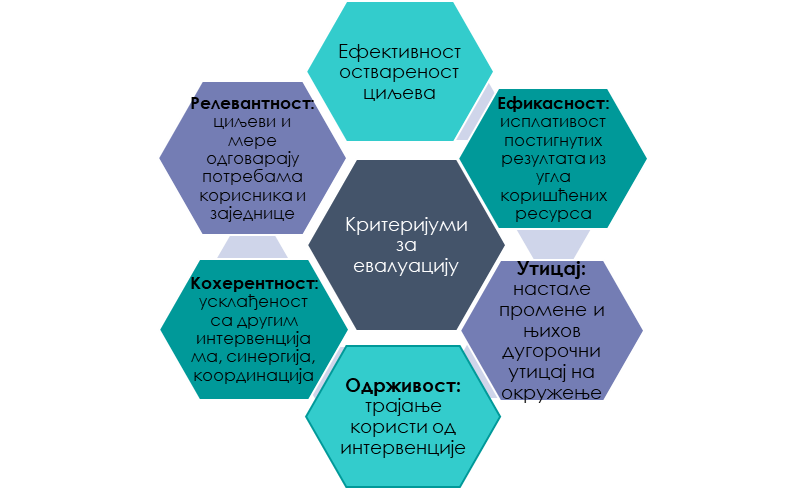 Ефективност
оствареност
циљева
Ефикасност:
исплативост
постигнутих
резултата из
угла
коришћених
ресурса
Утицај:
настале
промене и
њихов
дугорочни
утицај на
окружење
Одрживост:
трајање
користи од
интервенције
Кохерентност:
усклађеност
са другим
интервенција
ма, синергија,
координација
Релевантност:
циљеви и
мере
одговарају
потребама
корисника и
заједнице
Критеријуми
за
евалуацију